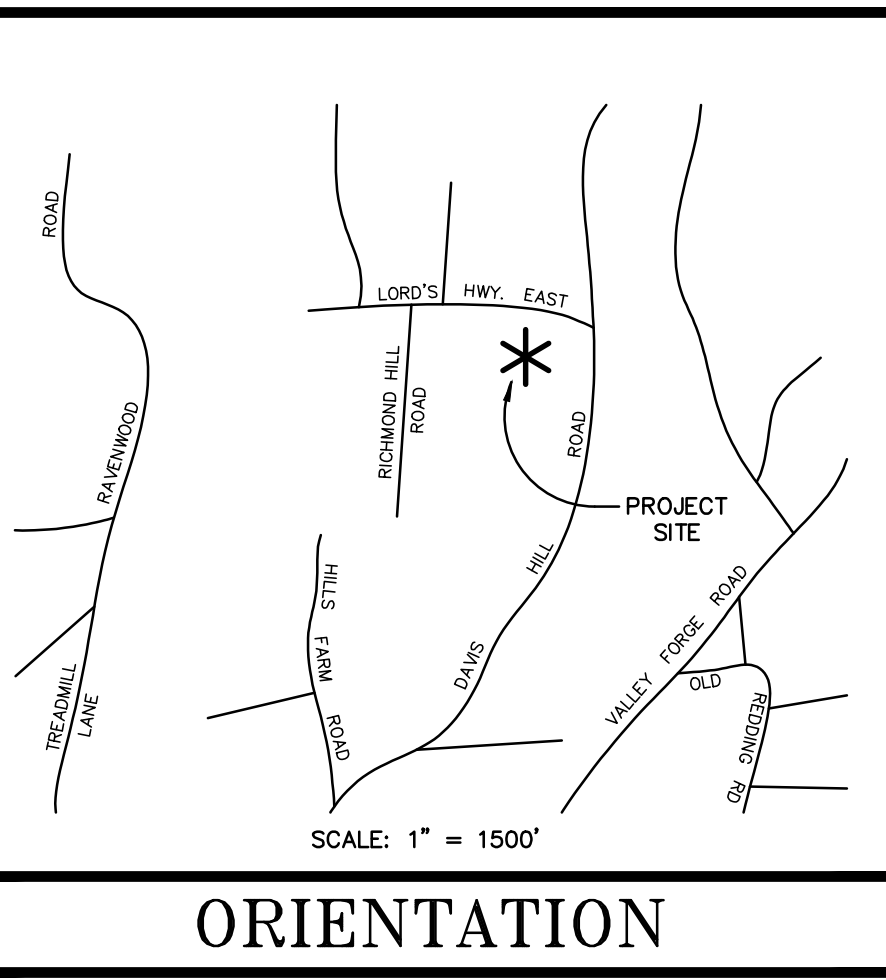 ROAD
RAVENWOOD
TREADMILL
LANE
LORD'S HWY. EAST
RICHMOND HILL
ROAD
HILLS FARM ROAD
DAVIS HILL ROAD
PROJECT
SITE
VALLEY FORGE ROAD
OLD REDDING RD
SCALE: 1" = 1500'
ORIENTATION